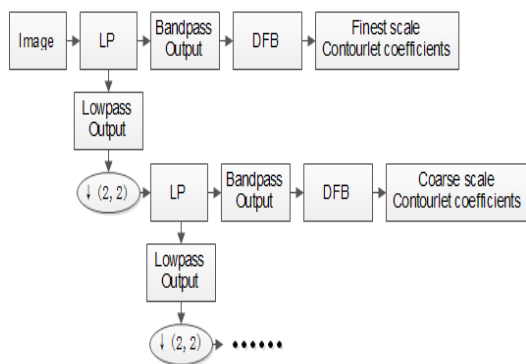 Image
LP
Bandpass
Output
DFB
Finest scale
Contourlet coefficients
Lowpass
Output
↓ (2, 2)
LP
Bandpass
Output
DFB
Coarse scale
Contourlet coefficients
Lowpass
Output
↓ (2, 2)
••••••